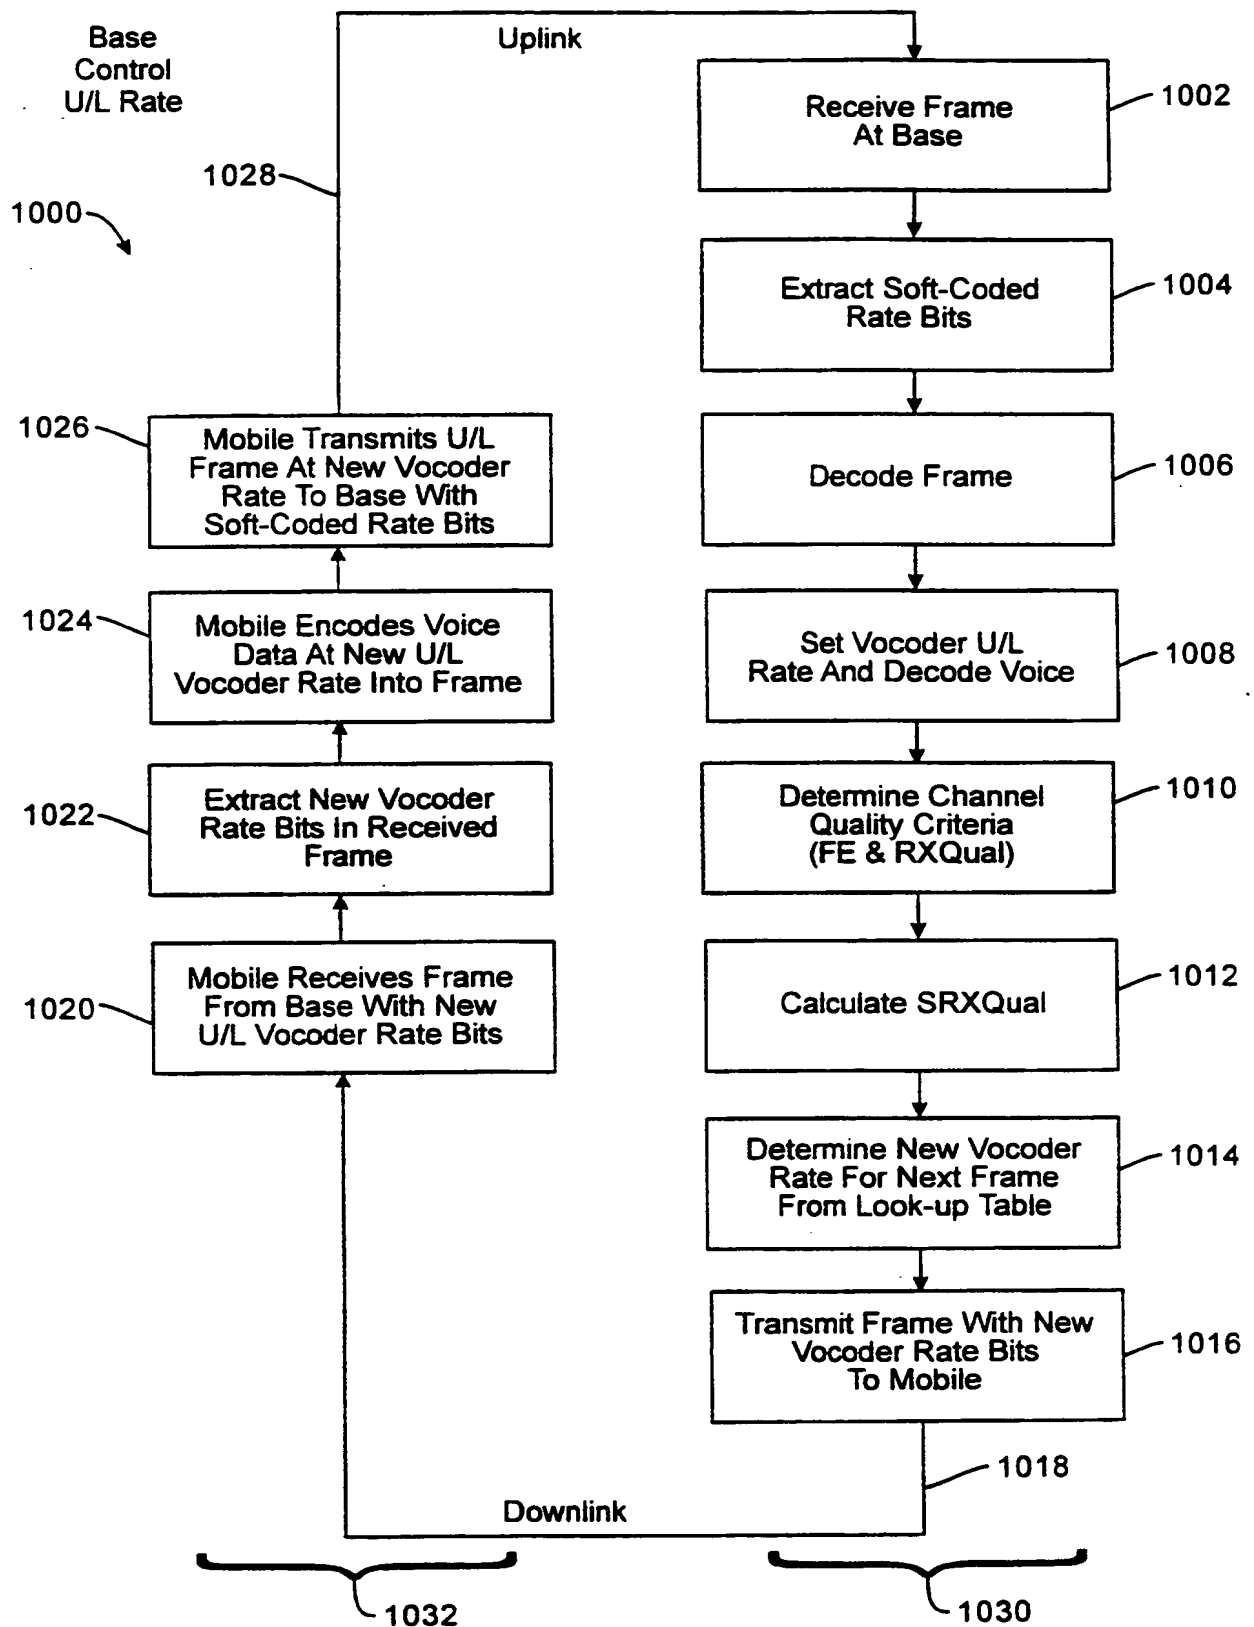 Base
Control
U/L Rate
Uplink
1000
1028
Receive Frame
At Base
1002
Extract Soft-Coded
Rate Bits
1004
Decode Frame
1006
Set Vocoder U/L
Rate And Decode Voice
1008
Determine Channel
Quality Criteria
(FE & RXQual)
1010
Calculate SRXQual
1012
Determine New Vocoder
Rate For Next Frame
From Look-up Table
1014
Transmit Frame With New
Vocoder Rate Bits
To Mobile
1016
1018
Downlink
1020
Mobile Receives Frame
From Base With New
U/L Vocoder Rate Bits
1022
Extract New Vocoder
Rate Bits In Received
Frame
1024
Mobile Encodes Voice
Data At New U/L
Vocoder Rate Into Frame
1026
Mobile Transmits U/L
Frame At New Vocoder
Rate To Base With
Soft-Coded Rate Bits
1032
1030